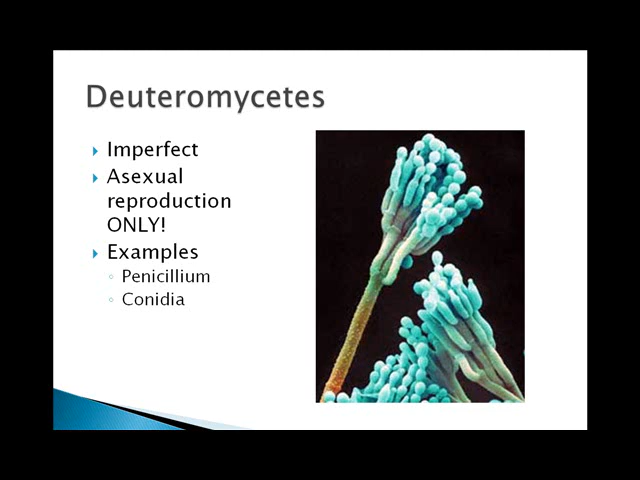 Deuteromycetes
Imperfect
Asexual
reproduction
ONLY!
Examples
Penicillium
Conidia